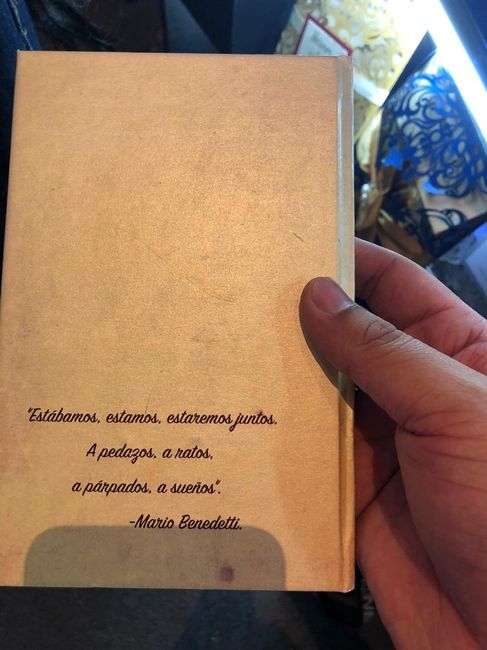 "Estábamos, estamos, estaremos juntos.
A pedazos, a ratos,
a párpados, a sueños".
-Mario Benedetti.